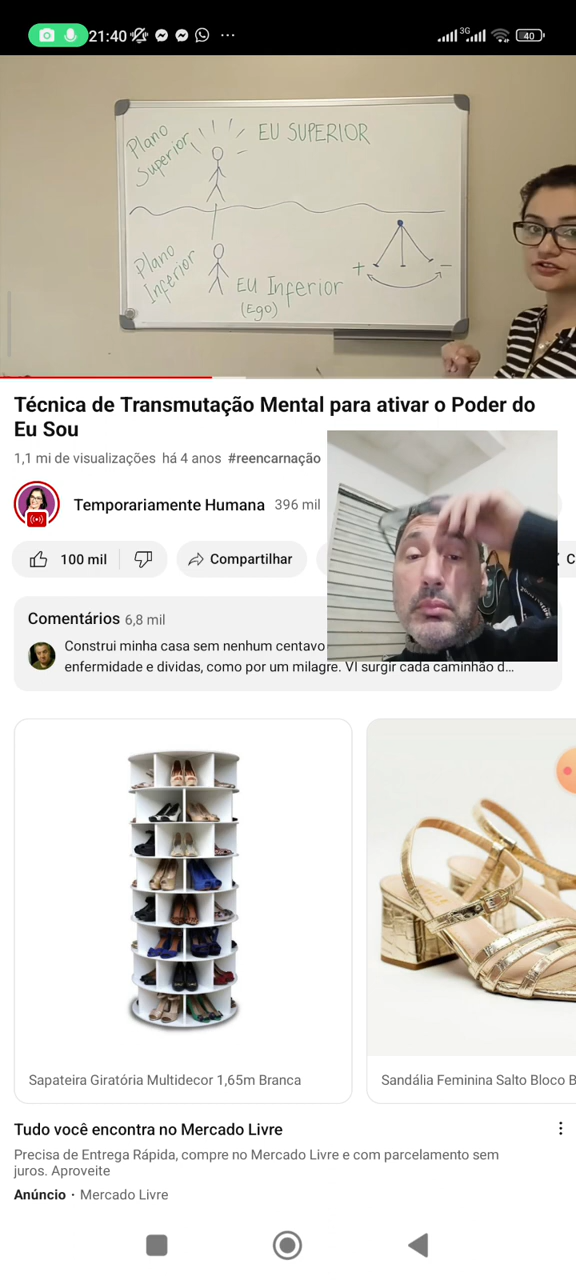 21:40
3G
40
Plano
Superior
EU SUPERIOR
Plano
Inferior
EU Inferior
(Ego)
+
−
Técnica de Transmutação Mental para ativar o Poder do
Eu Sou
1,1 mi de visualizações há 4 anos #reencarnação
Temporariamente Humana 396 mil
100 mil
Compartilhar
C
Comentários 6,8 mil
Construi minha casa sem nenhum centavo
enfermidade e dividas, como por um milagre. VI surgir cada caminhão d...
Sapateira Giratória Multidecor 1,65m Branca
Sandália Feminina Salto Bloco B
Tudo você encontra no Mercado Livre
Precisa de Entrega Rápida, compre no Mercado Livre e com parcelamento sem
juros. Aproveite
Anúncio · Mercado Livre